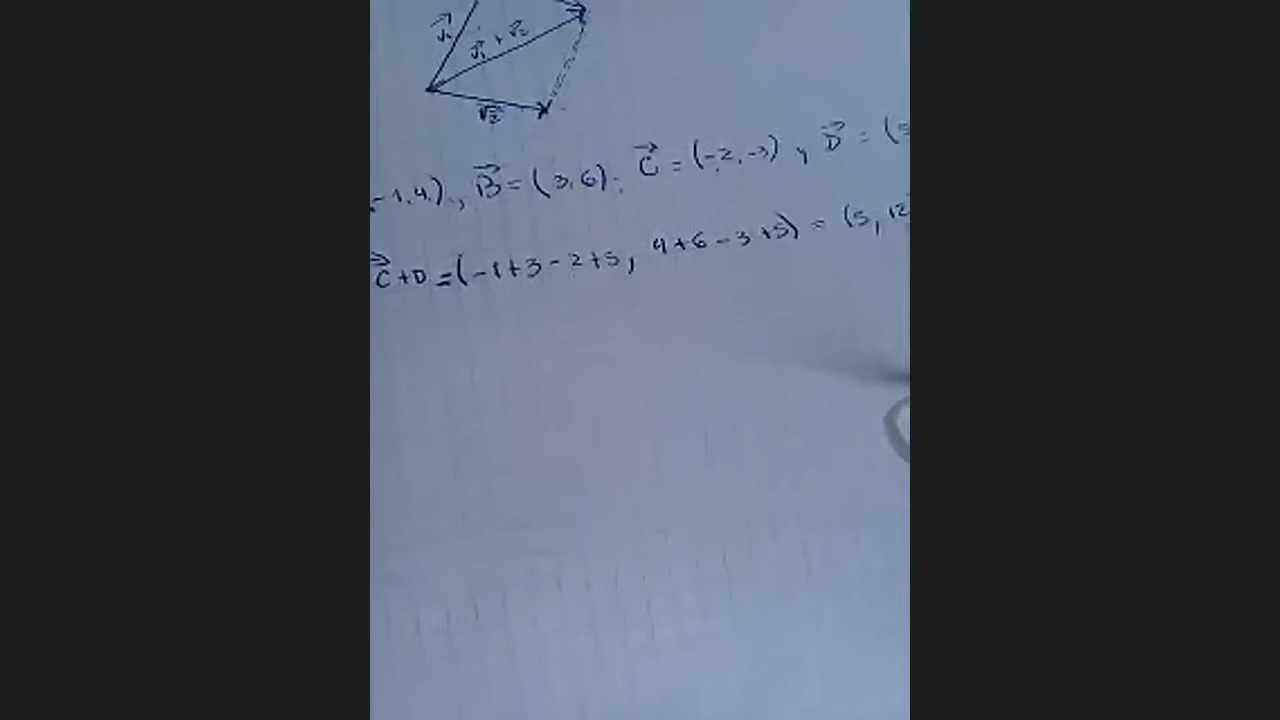 V₁
V₁ + V₂
V₂
-1,4), B⃗ = (3,6), C⃗ = (-2,-3) y D⃗ = (5
C⃗+D = (-1+3-2+5, 4+6-3+5) = (5, 12